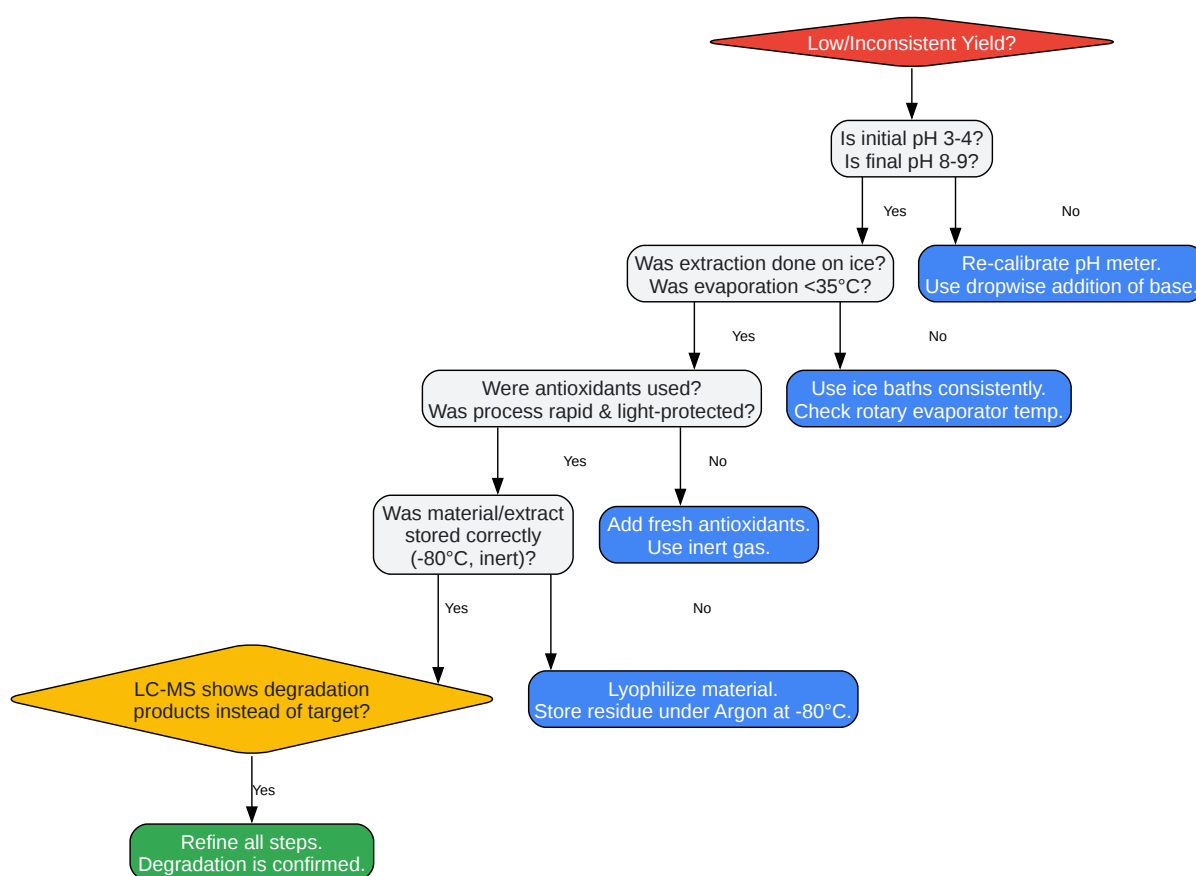 Low/Inconsistent Yield?
Is initial pH 3-4?
Is final pH 8-9?
Yes
No
Was extraction done on ice?
Was evaporation <35°C?
Re-calibrate pH meter.
Use dropwise addition of base.
Yes
No
Were antioxidants used?
Was process rapid & light-protected?
Use ice baths consistently.
Check rotary evaporator temp.
Yes
No
Was material/extract
stored correctly
(-80°C, inert)?
Add fresh antioxidants.
Use inert gas.
Yes
No
LC-MS shows degradation
products instead of target?
Lyophilize material.
Store residue under Argon at -80°C.
Yes
Refine all steps.
Degradation is confirmed.